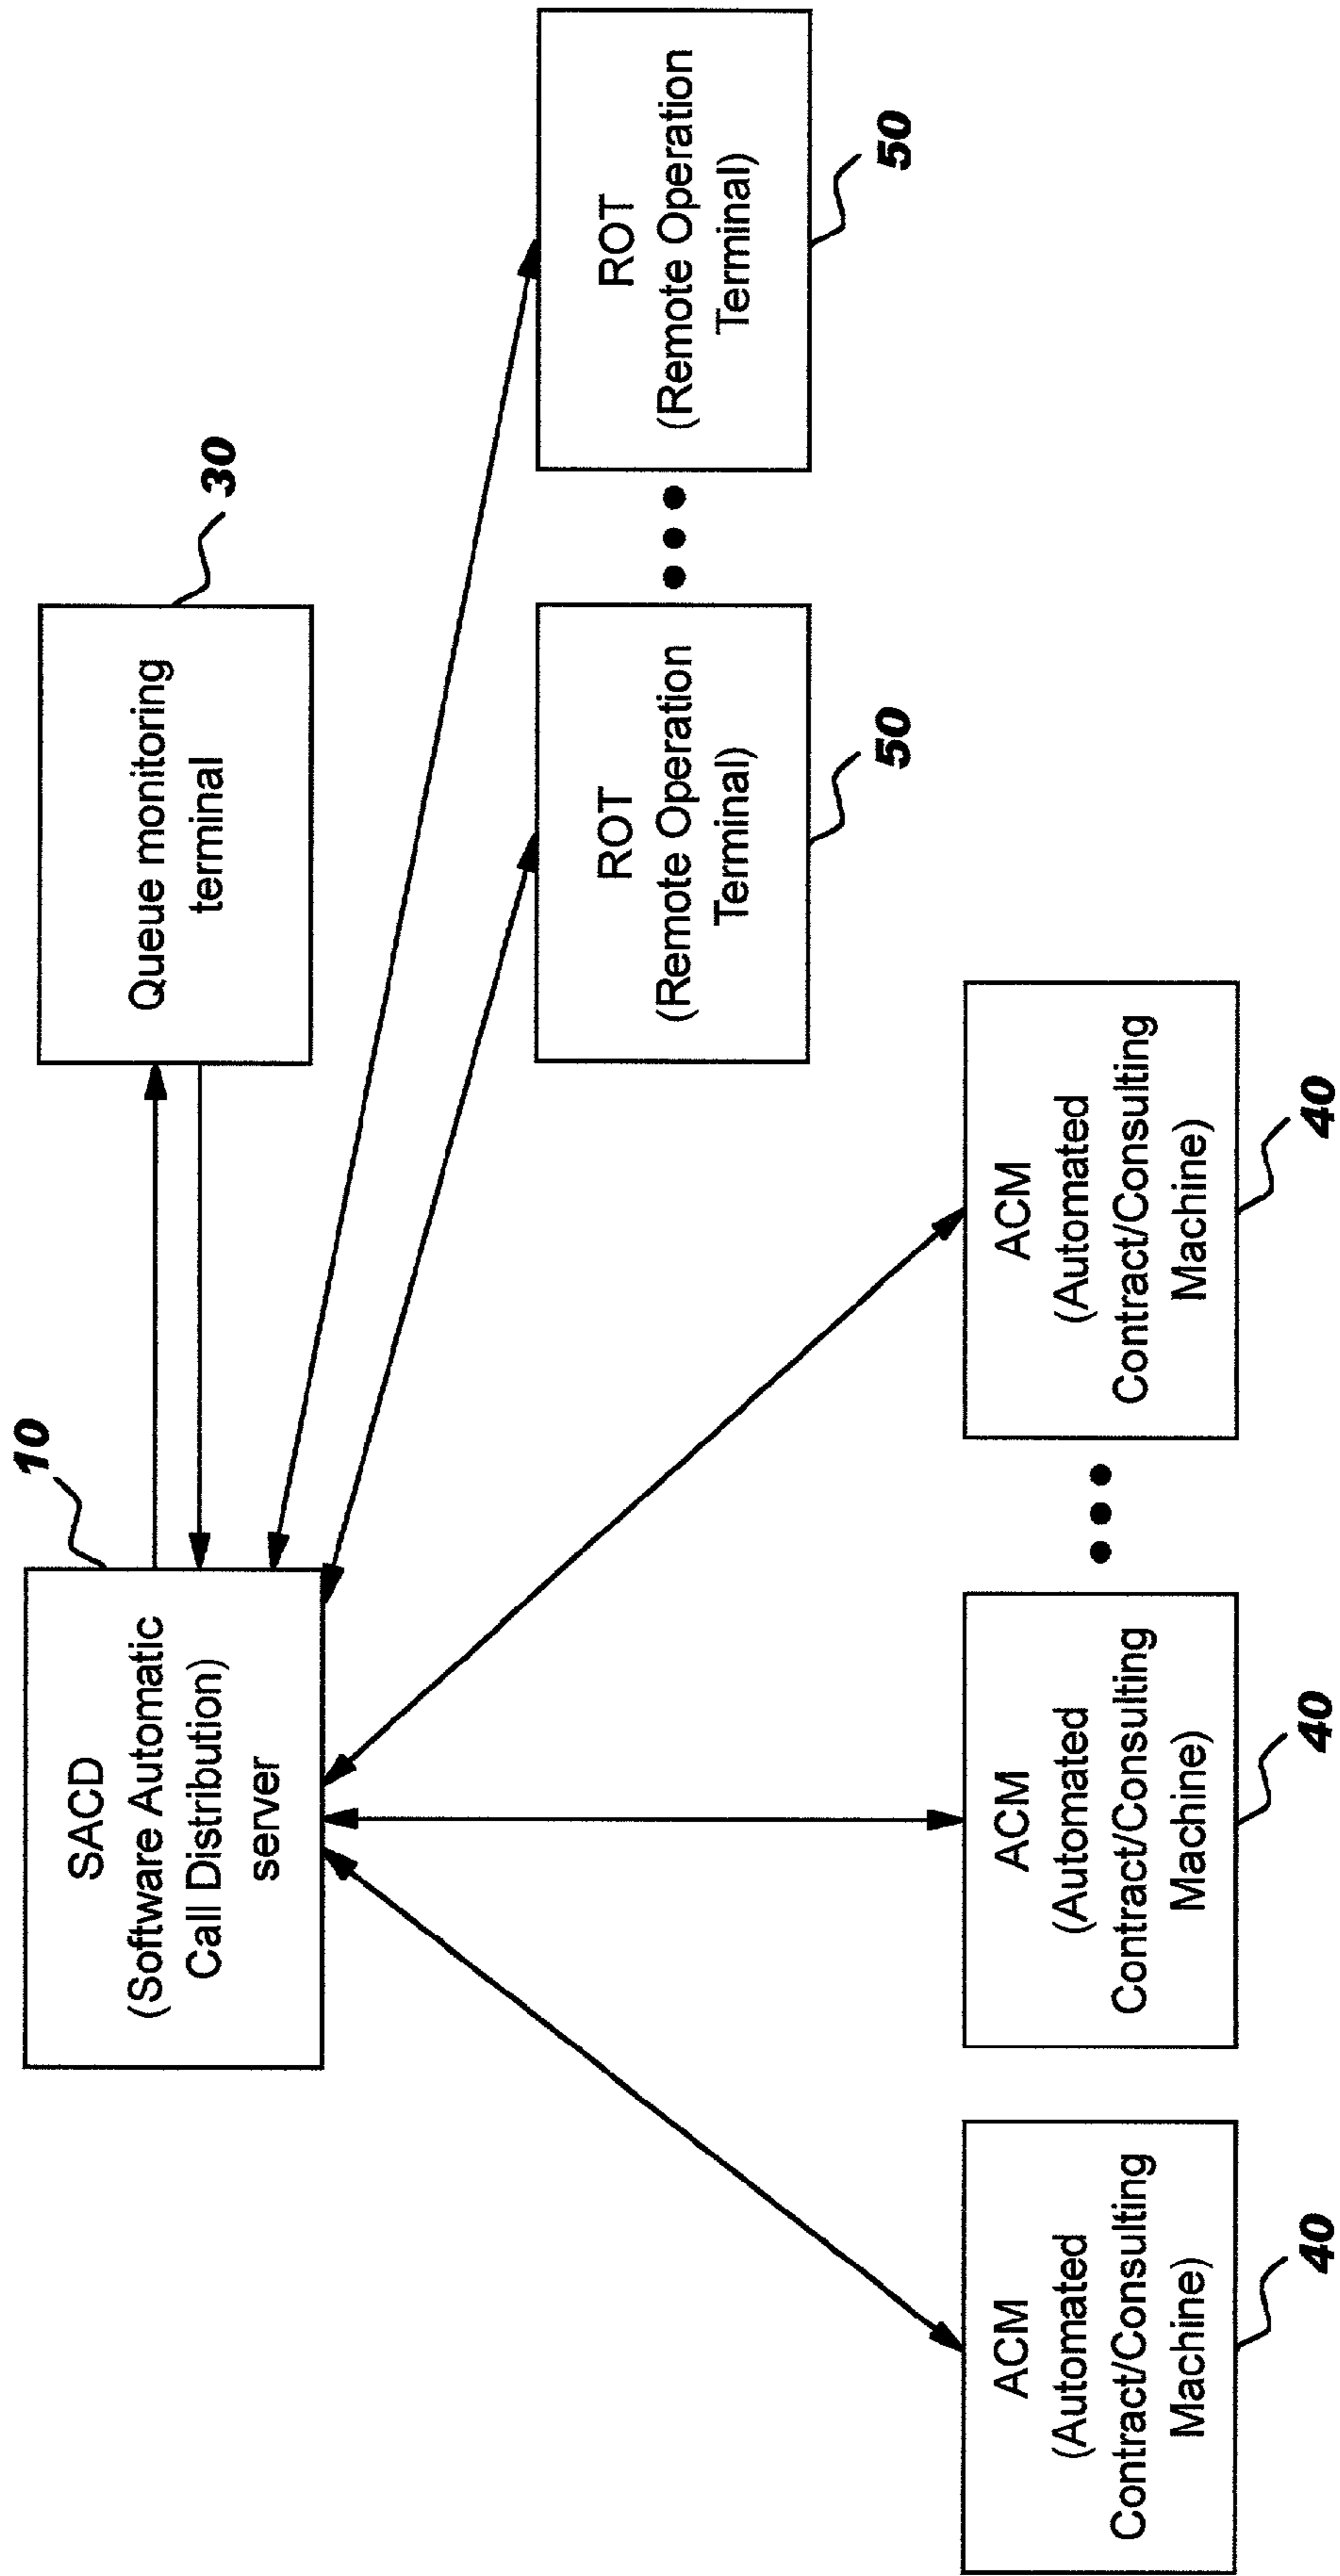 10
SACD
(Software Automatic
Call Distribution)
server
30
Queue monitoring
terminal
ROT
(Remote Operation
Terminal)
50
ROT
(Remote Operation
Terminal)
50
ACM
(Automated
Contract/Consulting
Machine)
40
ACM
(Automated
Contract/Consulting
Machine)
40
ACM
(Automated
Contract/Consulting
Machine)
40